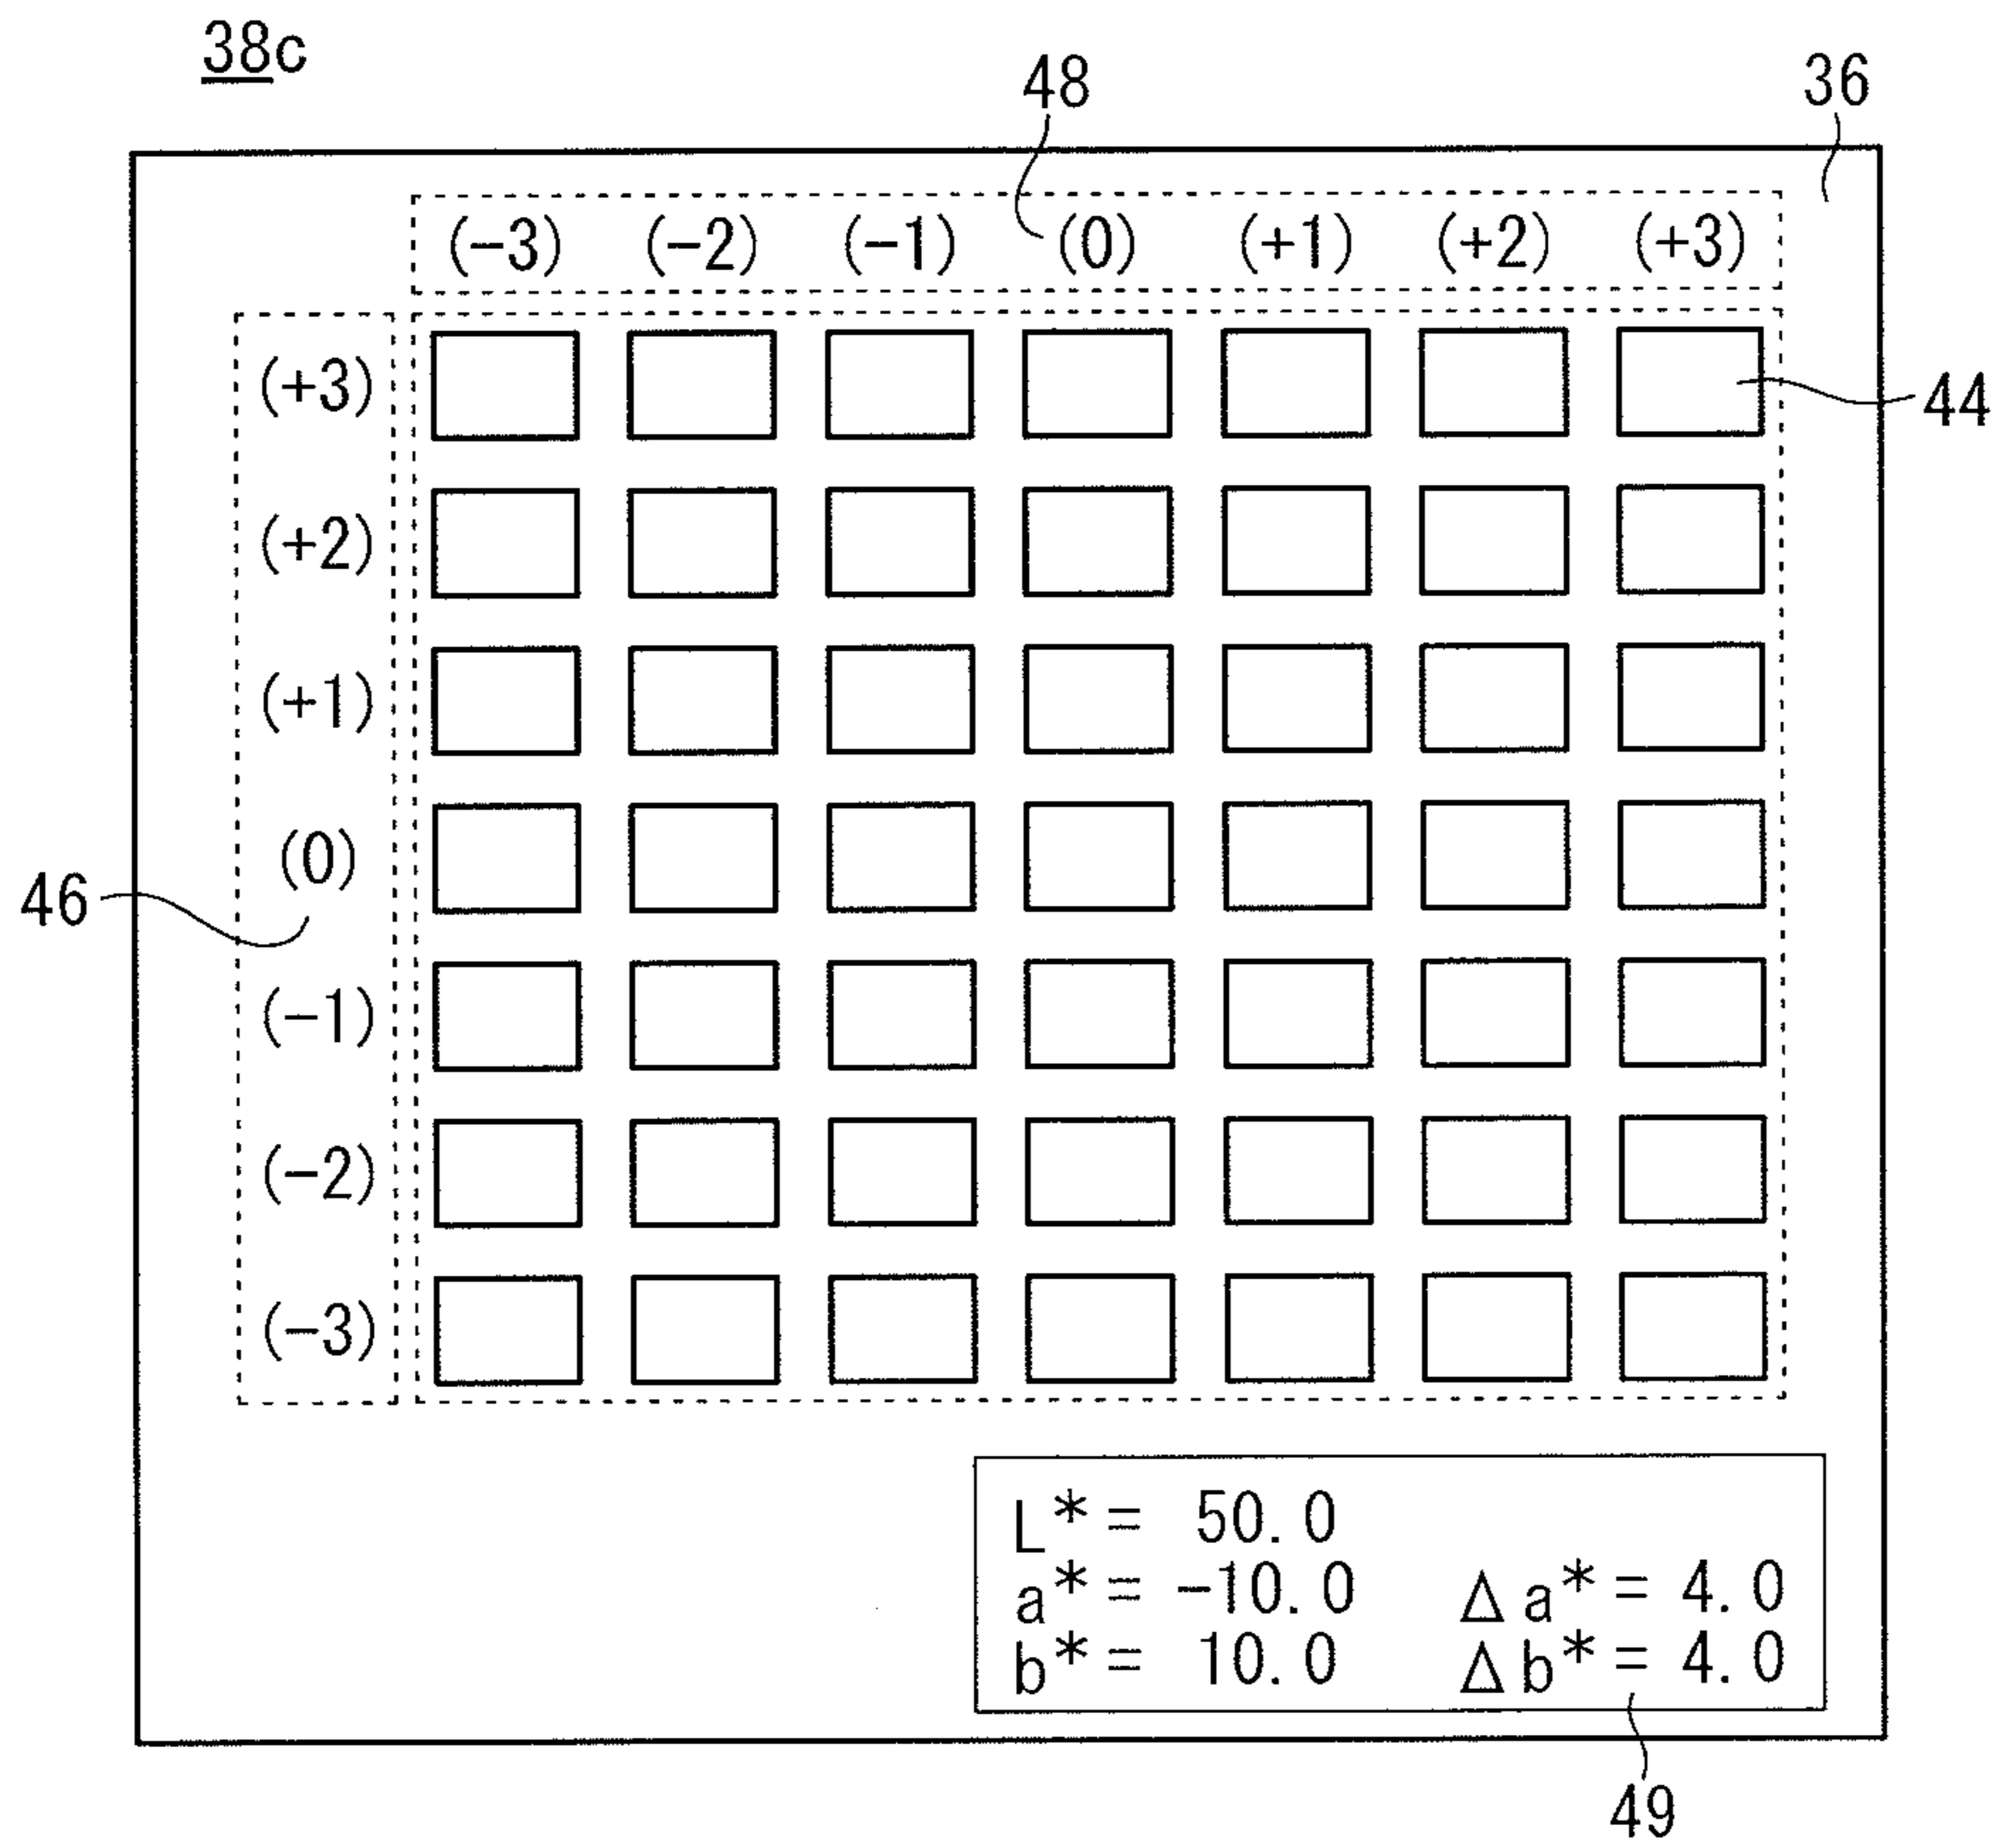 38c
48
36
(-3) (-2) (-1) (0) (+1) (+2) (+3)
(+3)
44
(+2)
(+1)
(0)
46
(-1)
(-2)
(-3)
L*= 50.0
a*= -10.0 Δa*= 4.0
b*= 10.0 Δb*= 4.0
49